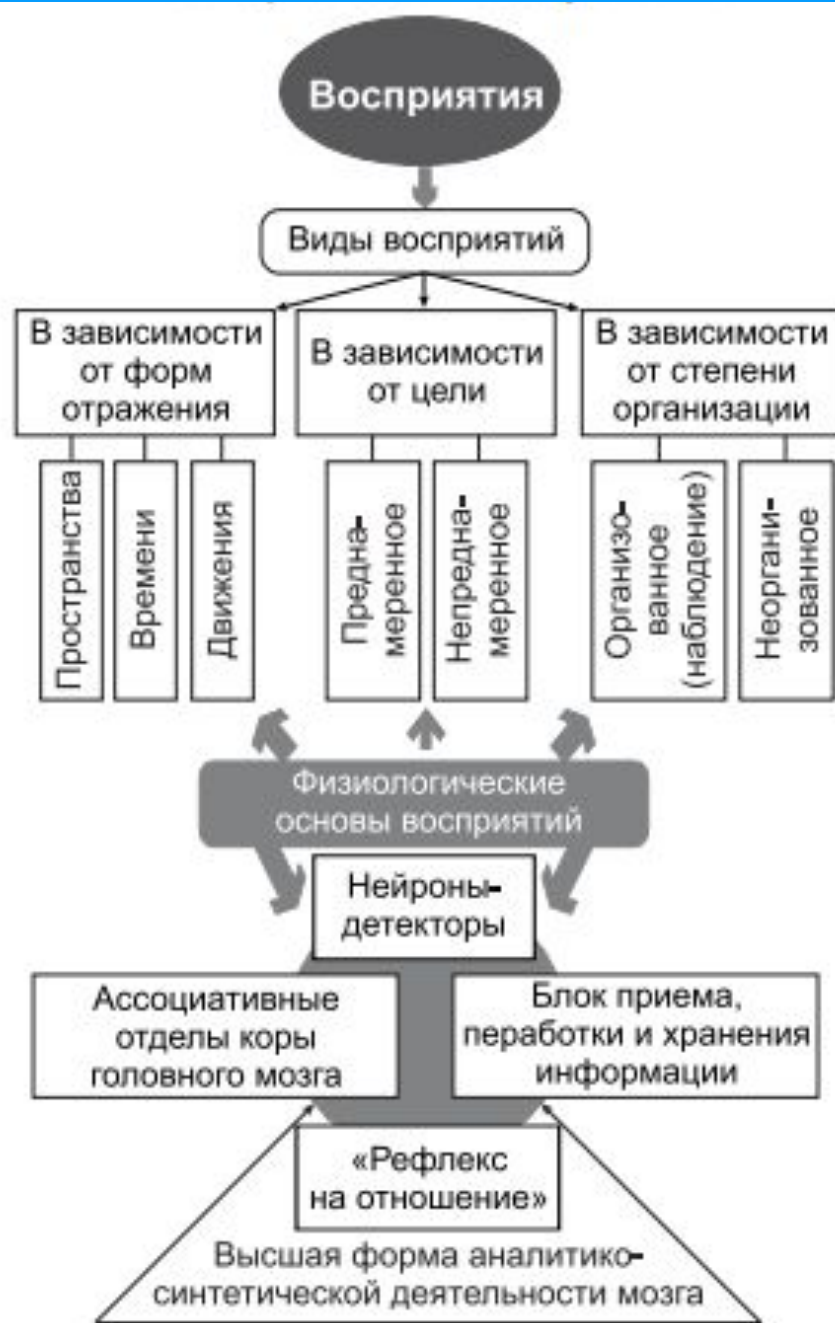 Восприятия
Виды восприятий
В зависимости
от форм
отражения
В зависимости
от цели
В зависимости
от степени
организации
Пространства
Времени
Движения
Предна-
меренное
Непредна-
меренное
Организо-
ванное
(наблюдение)
Неоргани-
зованное
Физиологические
основы восприятий
Нейроны-
детекторы
Ассоциативные
отделы коры
головного мозга
Блок приема,
пеработки и хранения
информации
«Рефлекс
на отношение»
Высшая форма аналитико-
синтетической деятельности мозга